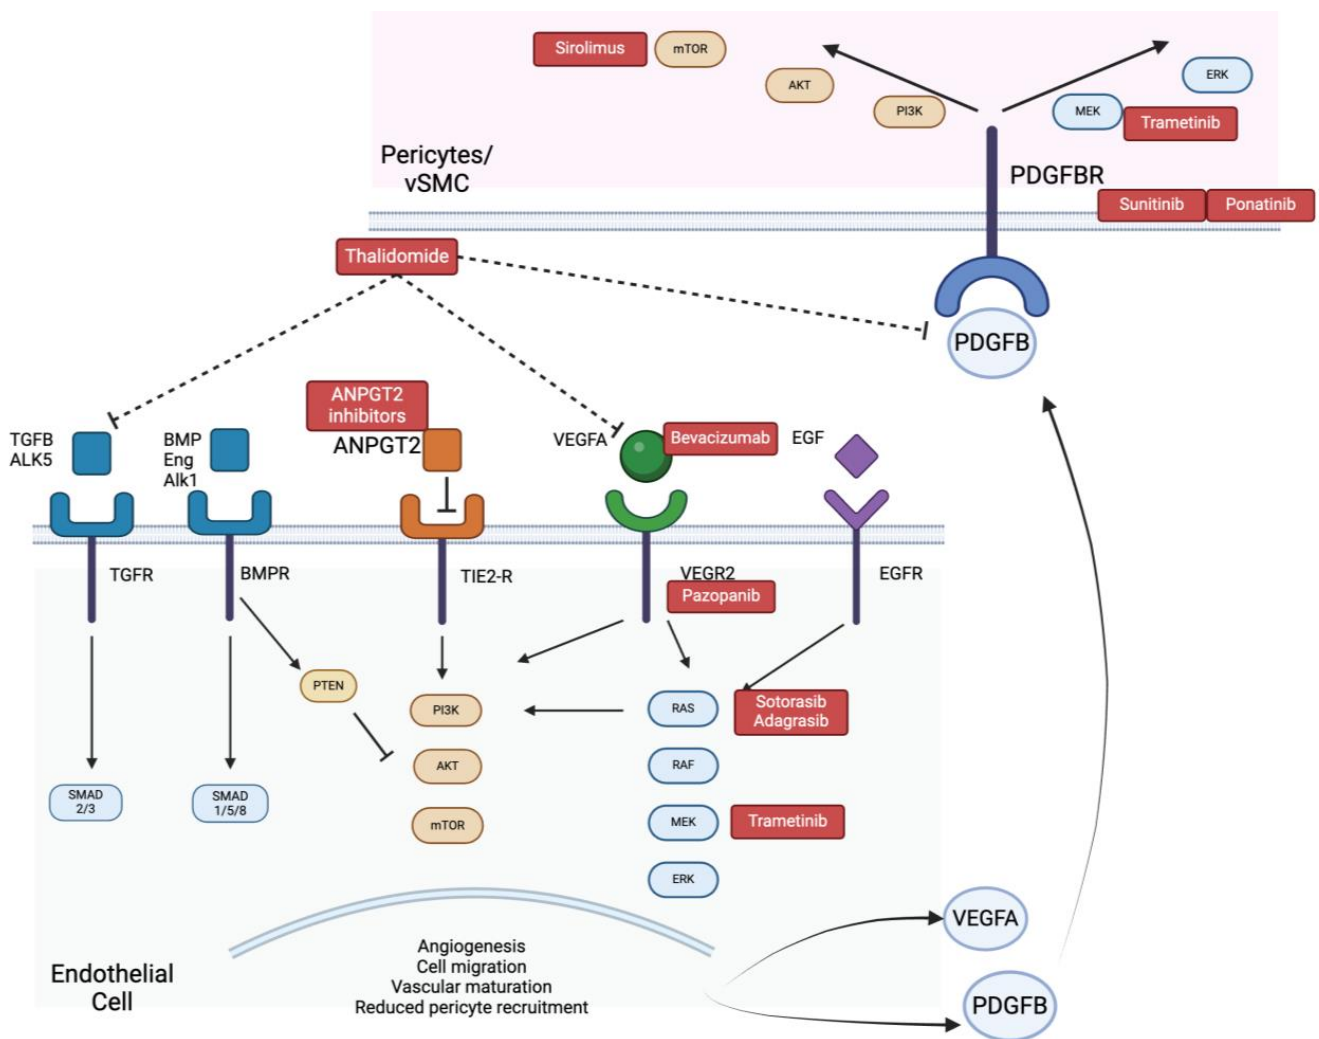 Sirolimus
mTOR
AKT
PI3K
ERK
MEK
Trametinib
Pericytes/
vSMC
PDGFBR
Sunitinib
Ponatinib
Thalidomide
PDGFB
ANPGT2
inhibitors
TGFB
ALK5
BMP
Eng
Alk1
ANPGT2
VEGFA
Bevacizumab
EGF
TGFR
BMPR
TIE2-R
VEGR2
EGFR
Pazopanib
PTEN
PI3K
RAS
Sotorasib
Adagrasib
AKT
RAF
SMAD
2/3
SMAD
1/5/8
mTOR
MEK
Trametinib
ERK
VEGFA
Angiogenesis
Cell migration
Vascular maturation
Reduced pericyte recruitment
Endothelial
Cell
PDGFB